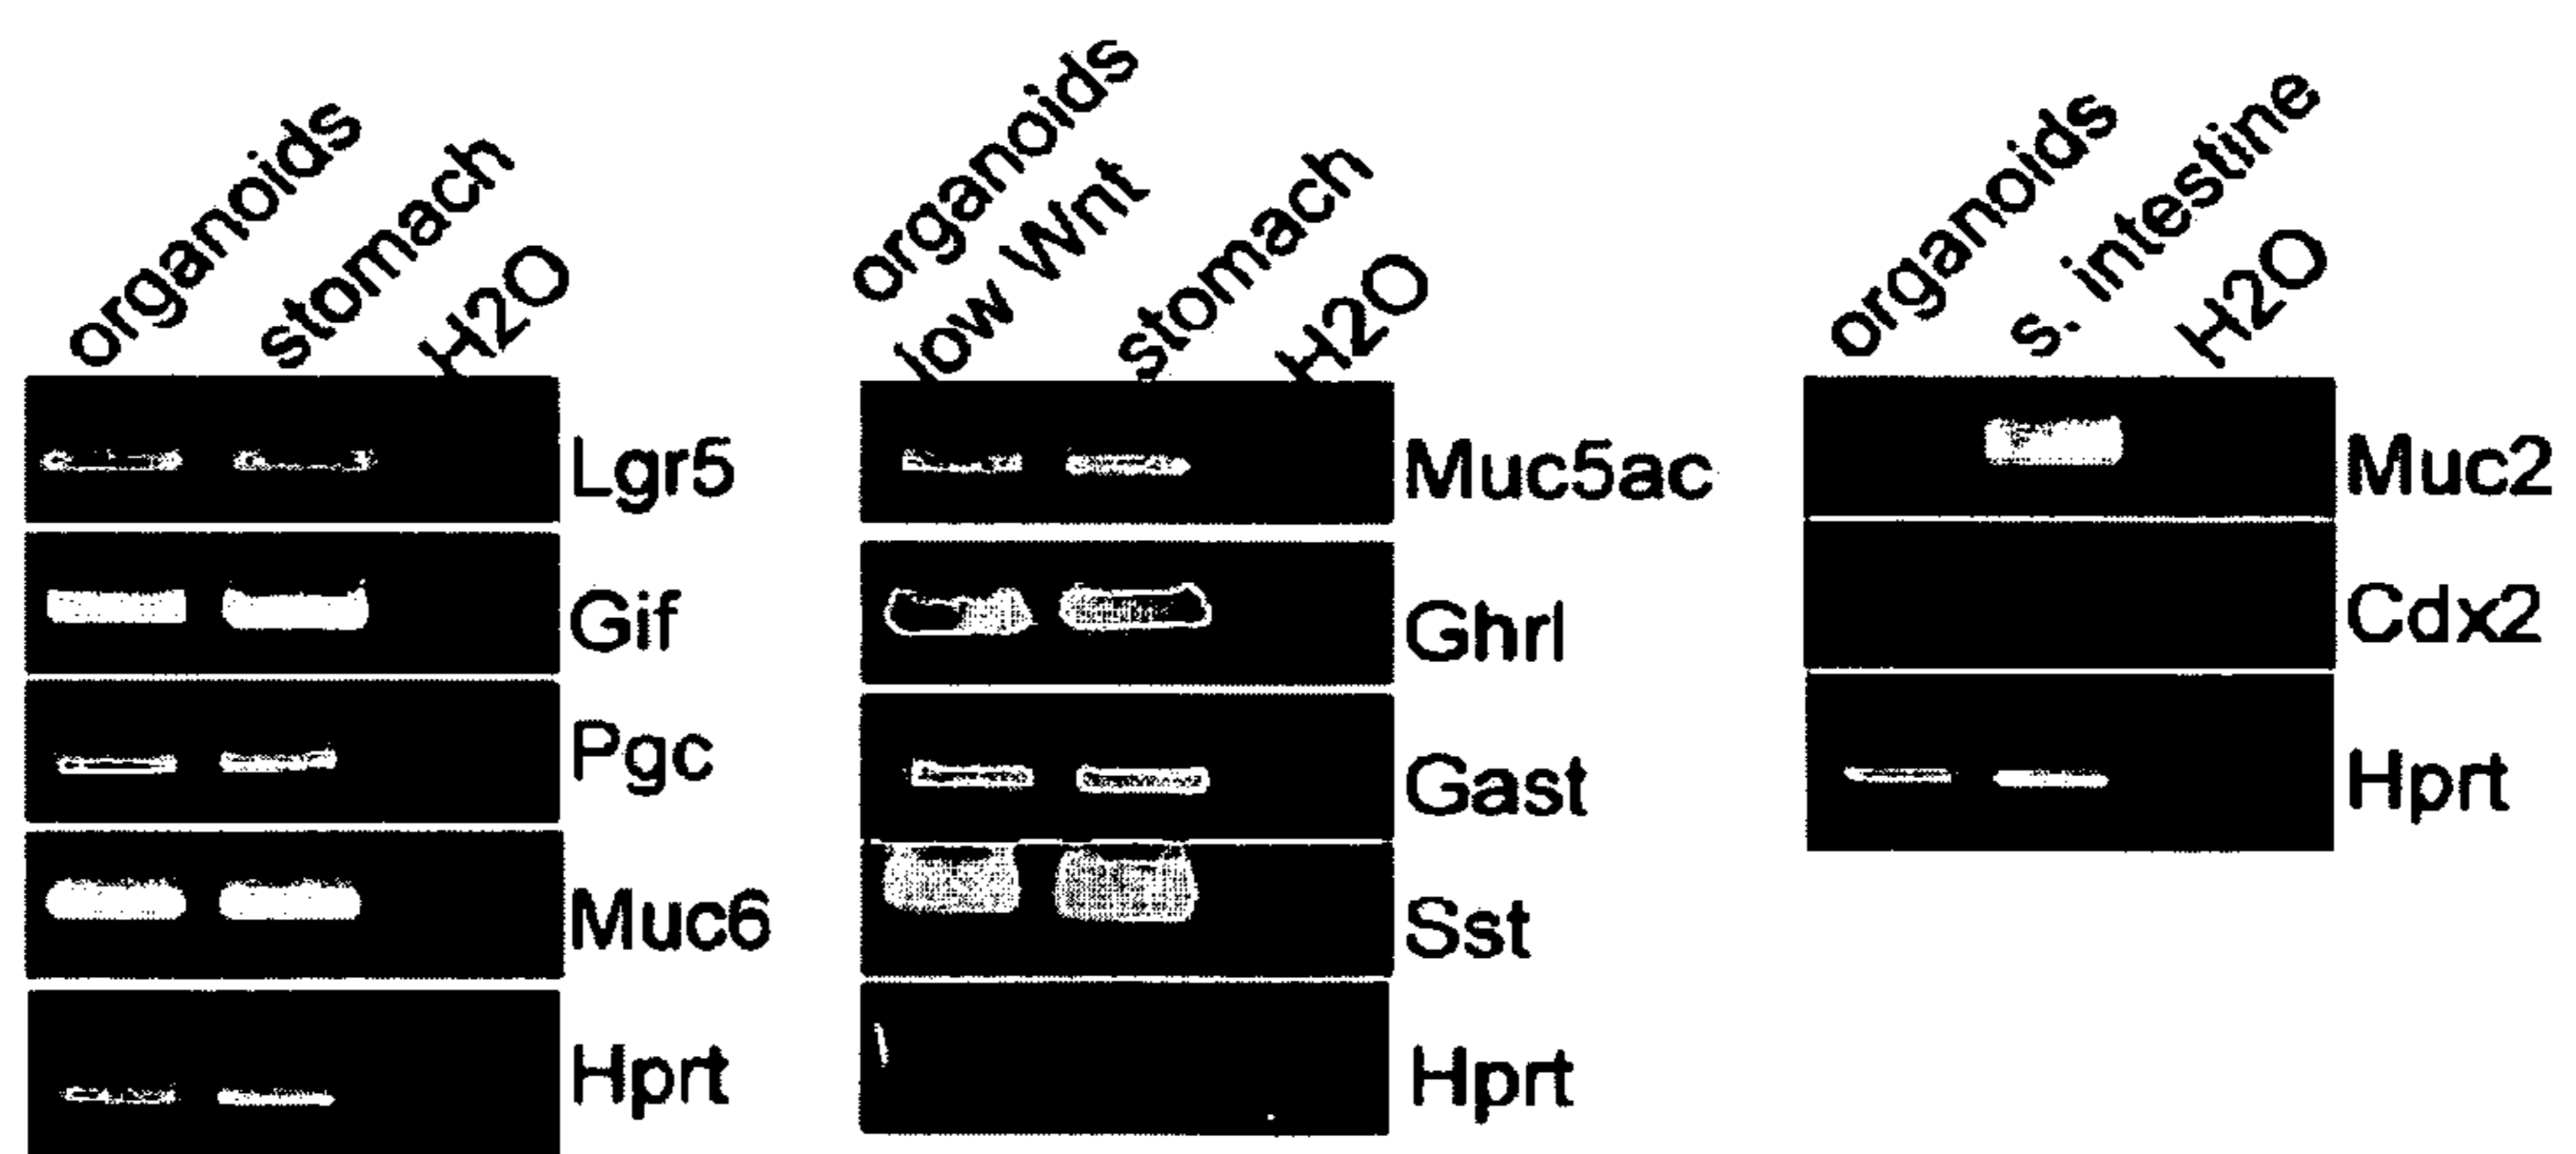 organoids
stomach
H2O
Lgr5
Gif
Pgc
Muc6
Hprt
organoids
low Wnt
stomach
H2O
Muc5ac
Ghrl
Gast
Sst
Hprt
organoids
s. intestine
H2O
Muc2
Cdx2
Hprt